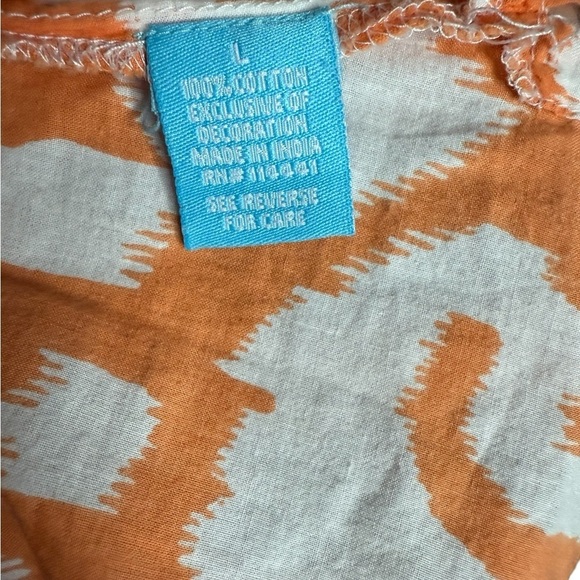 L
100% COTTON
EXCLUSIVE OF
DECORATION
MADE IN INDIA
RN# 114441
SEE REVERSE
FOR CARE